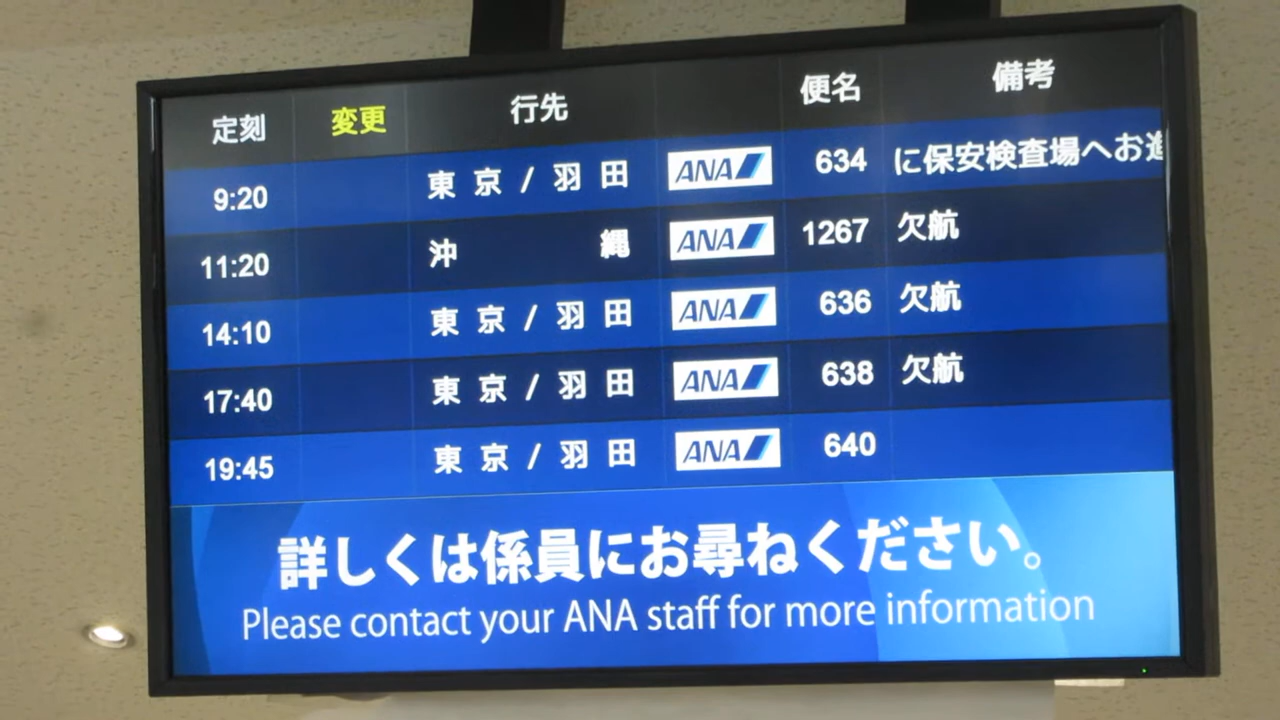 定刻 変更 行先 便名 備考
9:20 東京/羽田 ANA 634 に保安検査場へお進
11:20 沖縄 ANA 1267 欠航
14:10 東京/羽田 ANA 636 欠航
17:40 東京/羽田 ANA 638 欠航
19:45 東京/羽田 ANA 640
詳しくは係員にお尋ねください。
Please contact your ANA staff for more information